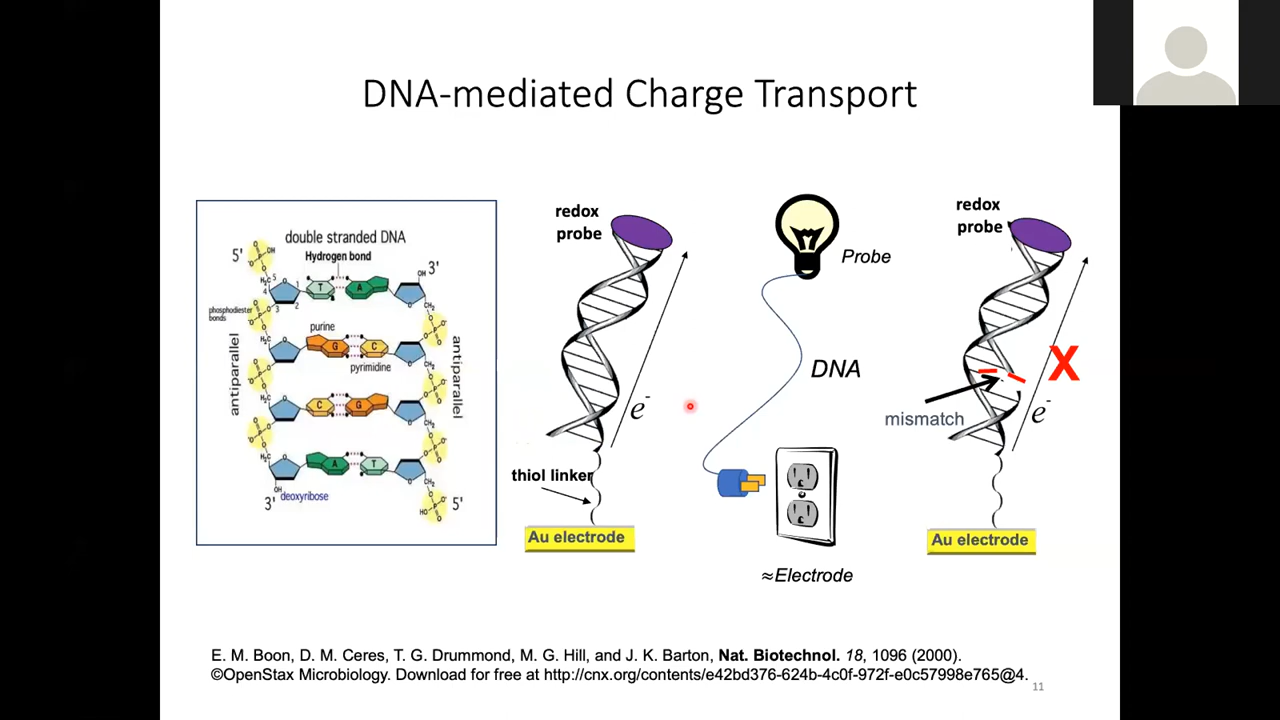 DNA-mediated Charge Transport
double stranded DNA
Hydrogen bond
5'
3'
phosphodiester
bonds
T
A
purine
G
C
pyrimidine
antiparallel
antiparallel
C
G
A
T
OH
3'
deoxyribose
5'
redox
probe
e-
thiol linker
Au electrode
Probe
DNA
≈Electrode
redox
probe
X
mismatch
e-
Au electrode
E. M. Boon, D. M. Ceres, T. G. Drummond, M. G. Hill, and J. K. Barton, Nat. Biotechnol. 18, 1096 (2000).
©OpenStax Microbiology. Download for free at http://cnx.org/contents/e42bd376-624b-4c0f-972f-e0c57998e765@4.
11